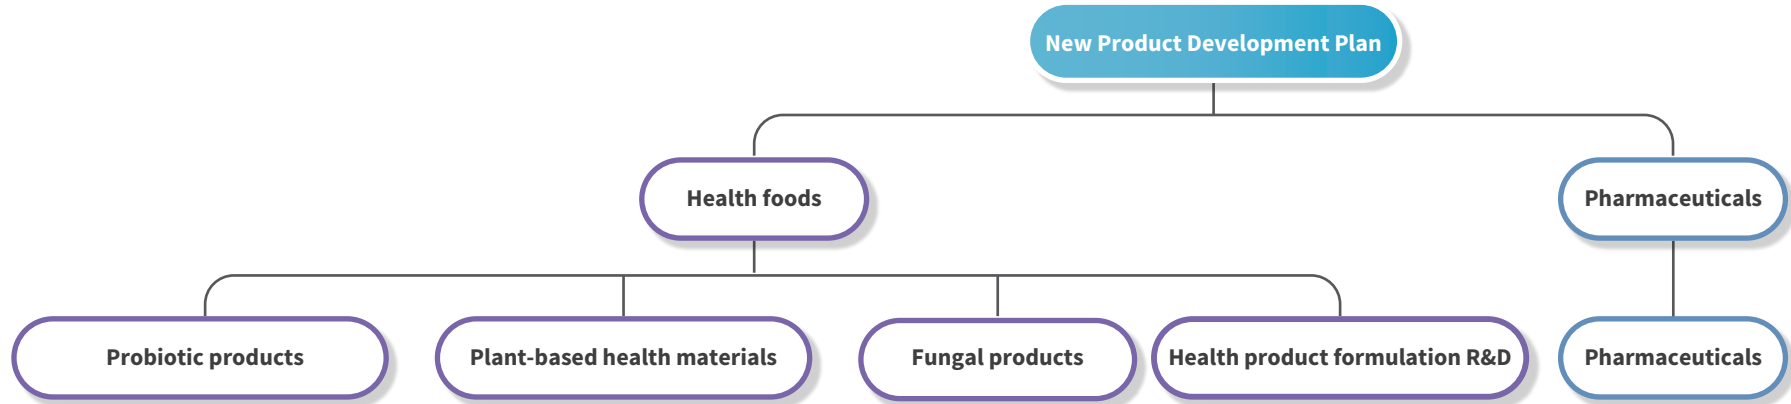 New Product Development Plan
Health foods
Pharmaceuticals
Probiotic products
Plant-based health materials
Fungal products
Health product formulation R&D
Pharmaceuticals